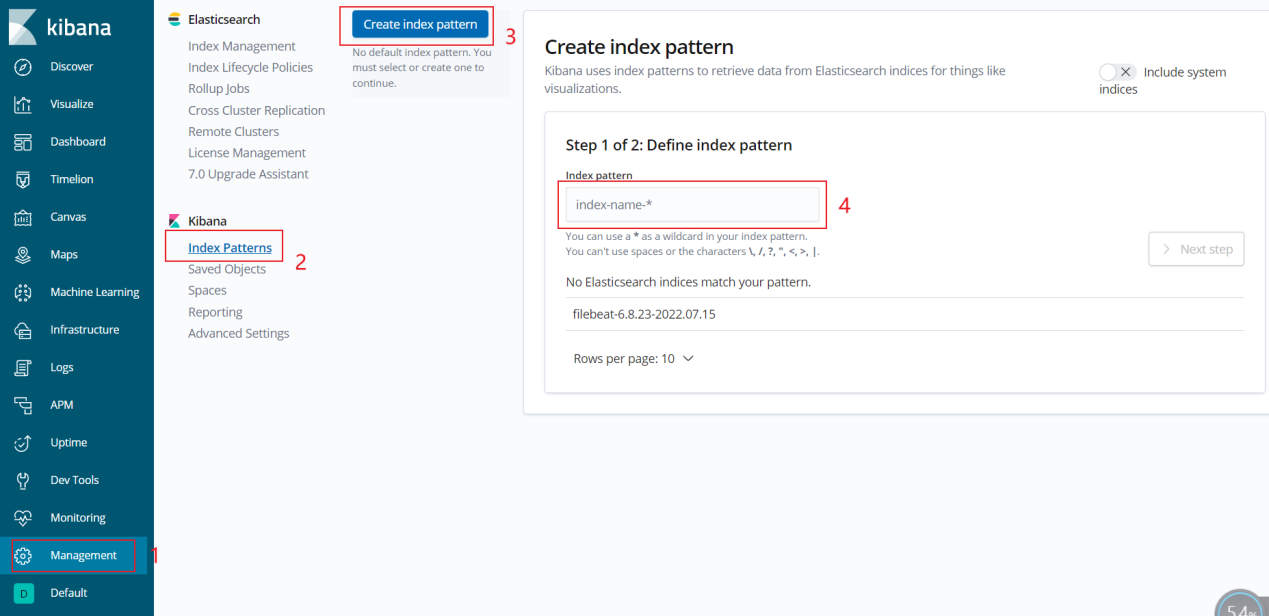 kibana
Discover
Visualize
Dashboard
Timelion
Canvas
Maps
Machine Learning
Infrastructure
Logs
APM
Uptime
Dev Tools
Monitoring
Management
1
D
Default
Elasticsearch
Index Management
Index Lifecycle Policies
Rollup Jobs
Cross Cluster Replication
Remote Clusters
License Management
7.0 Upgrade Assistant
Kibana
Index Patterns
2
Saved Objects
Spaces
Reporting
Advanced Settings
Create index pattern
3
No default index pattern. You
must select or create one to
continue.
Create index pattern
Kibana uses index patterns to retrieve data from Elasticsearch indices for things like
visualizations.
Include system
indices
Step 1 of 2: Define index pattern
Index pattern
index-name-*
4
You can use a * as a wildcard in your index pattern.
You can't use spaces or the characters \, /, ?, ", <, >, |.
Next step
No Elasticsearch indices match your pattern.
filebeat-6.8.23-2022.07.15
Rows per page: 10
54%